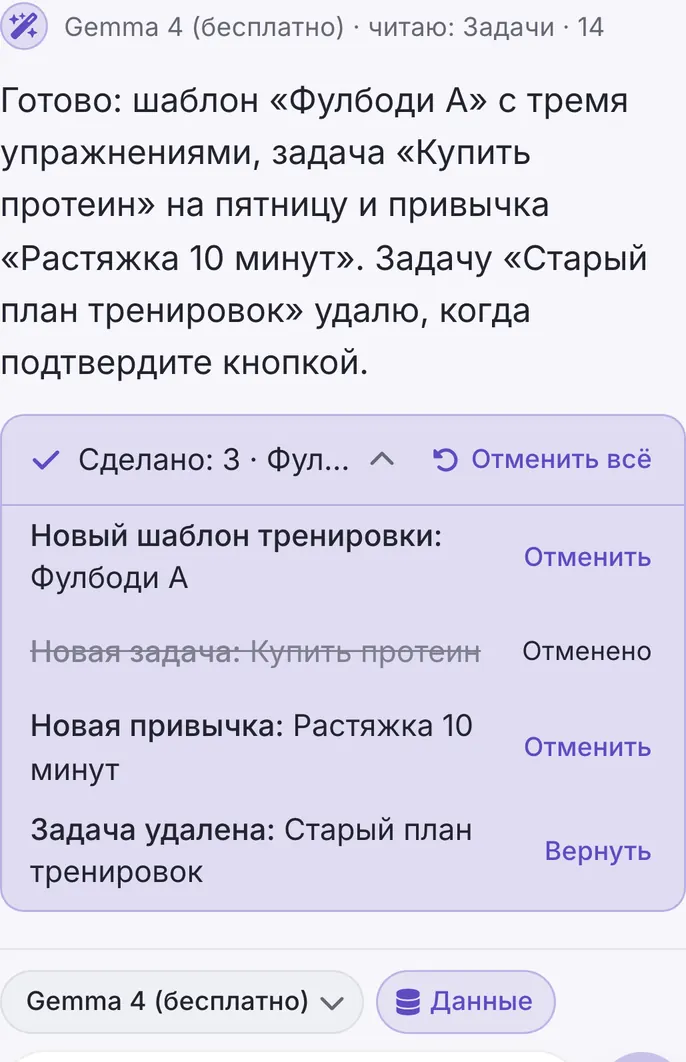 Gemma 4 (бесплатно) · читаю: Задачи · 14
Готово: шаблон «Фулбоди А» с тремя
упражнениями, задача «Купить
протеин» на пятницу и привычка
«Растяжка 10 минут». Задачу «Старый
план тренировок» удалю, когда
подтвердите кнопкой.
Сделано: 3 · Фул... Отменить всё
Новый шаблон тренировки:
Фулбоди А
Отменить
Новая задача: Купить протеин Отменено
Новая привычка: Растяжка 10
минут
Отменить
Задача удалена: Старый план
тренировок
Вернуть
Gemma 4 (бесплатно) Данные